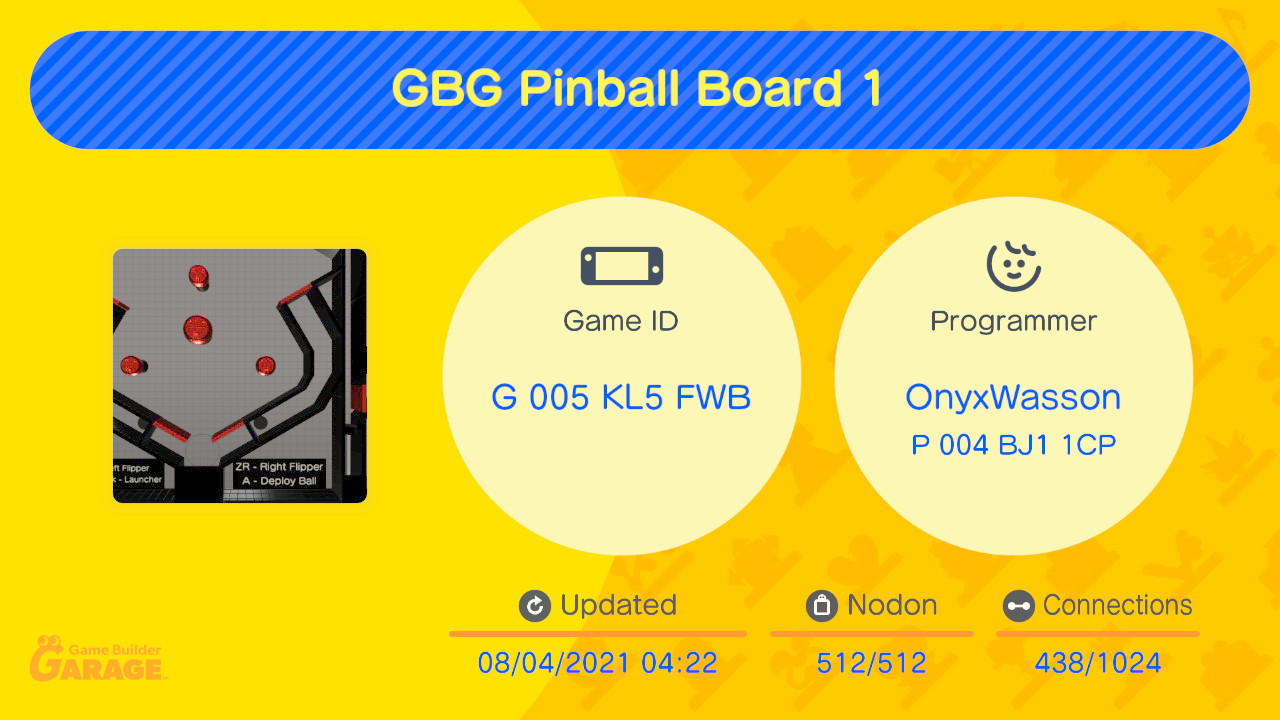 GBG Pinball Board 1
Game ID
G 005 KL5 FWB
Programmer
OnyxWasson
P 004 BJ1 1CP
ft Flipper
- Launcher
ZR - Right Flipper
A - Deploy Ball
Updated
08/04/2021 04:22
Nodon
512/512
Connections
438/1024
Game Builder
GARAGE